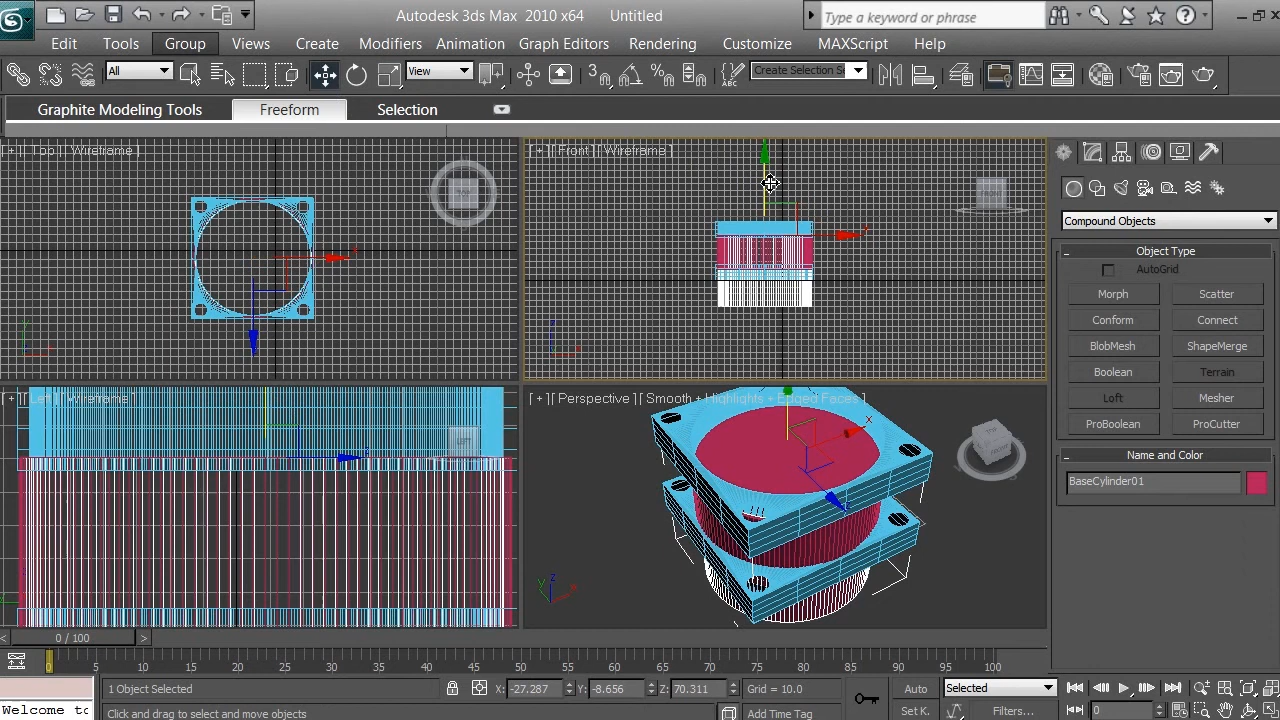 Autodesk 3ds Max 2010 x64 Untitled
Type a keyword or phrase
Edit Tools Group Views Create Modifiers Animation Graph Editors Rendering Customize MAXScript Help
All View Create Selection Se
Graphite Modeling Tools Freeform Selection
[ + ][ Top ][ Wireframe ]
TOP
[ + ][ Front ][ Wireframe ]
FRONT
Compound Objects
Object Type
AutoGrid
Morph Scatter
Conform Connect
BlobMesh ShapeMerge
Boolean Terrain
Loft Mesher
ProBoolean ProCutter
Name and Color
BaseCylinder01
[ + ][ Left ][ Wireframe ]
LEFT
[ + ][ Perspective ][ Smooth + Highlights + Edged Faces ]
0 / 100
0 5 10 15 20 25 30 35 40 45 50 55 60 65 70 75 80 85 90 95 100
1 Object Selected X: -27.287 Y: -8.656 Z: 70.311 Grid = 10.0 Auto Selected
Welcome to Click and drag to select and move objects Add Time Tag Set K. Filters... 0